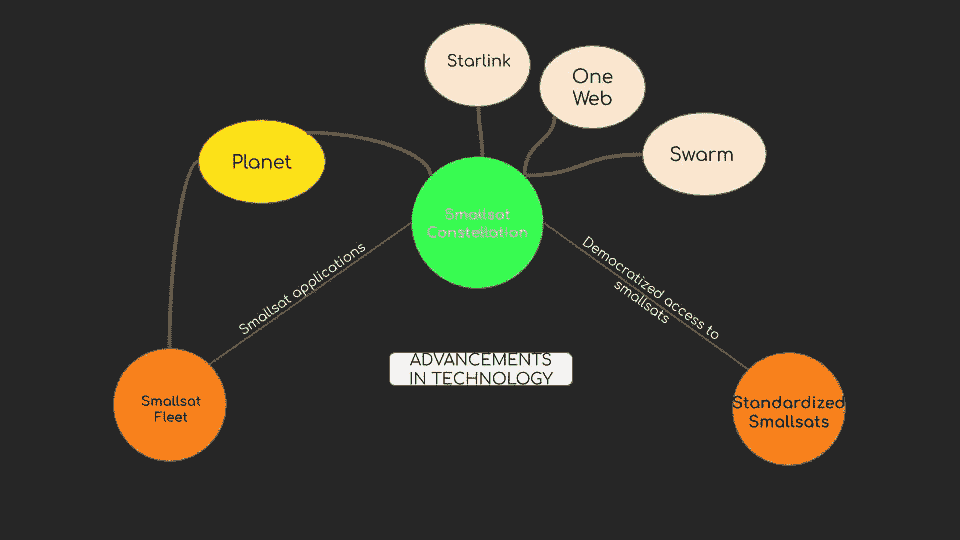 Starlink
One
Web
Swarm
Planet
Smallsat
Constellation
Smallsat applications
Democratized access to
smallsats
ADVANCEMENTS
IN TECHNOLOGY
Smallsat
Fleet
Standardized
Smallsats